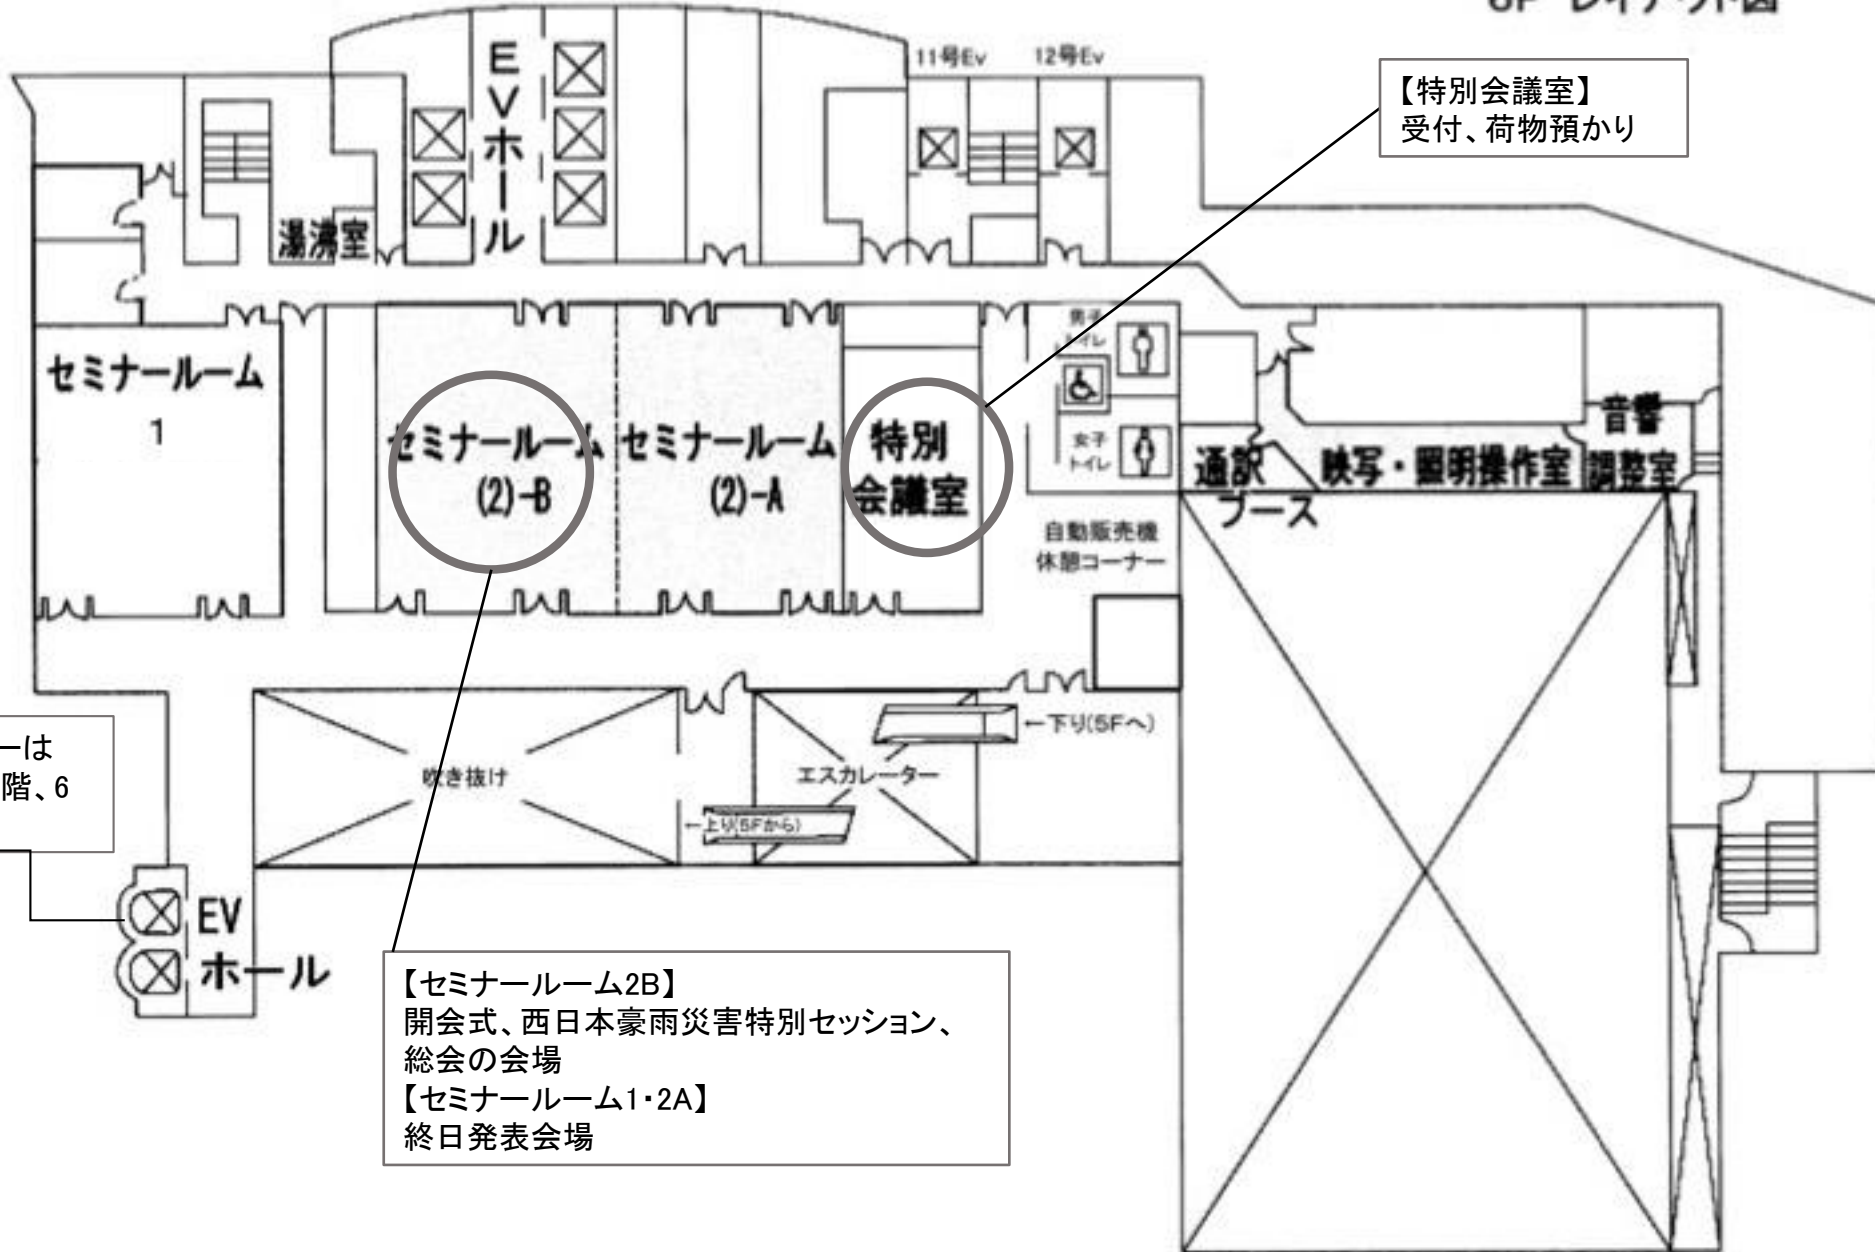 レイアウト図
11号Ev
12号Ev
EVホール
【特別会議室】
受付、荷物預かり
湯沸室
男子
トイレ
セミナールーム
1
セミナールーム
(2)-B
セミナールーム
(2)-A
特別
会議室
女子
トイレ
通訳
ブース
映写・照明操作室
音響
調整室
自動販売機
休憩コーナー
ーは
階、6
吹き抜け
エスカレーター
←下り(5Fへ)
←上り(5Fから)
EV
ホール
【セミナールーム2B】
開会式、西日本豪雨災害特別セッション、
総会の会場
【セミナールーム1・2A】
終日発表会場